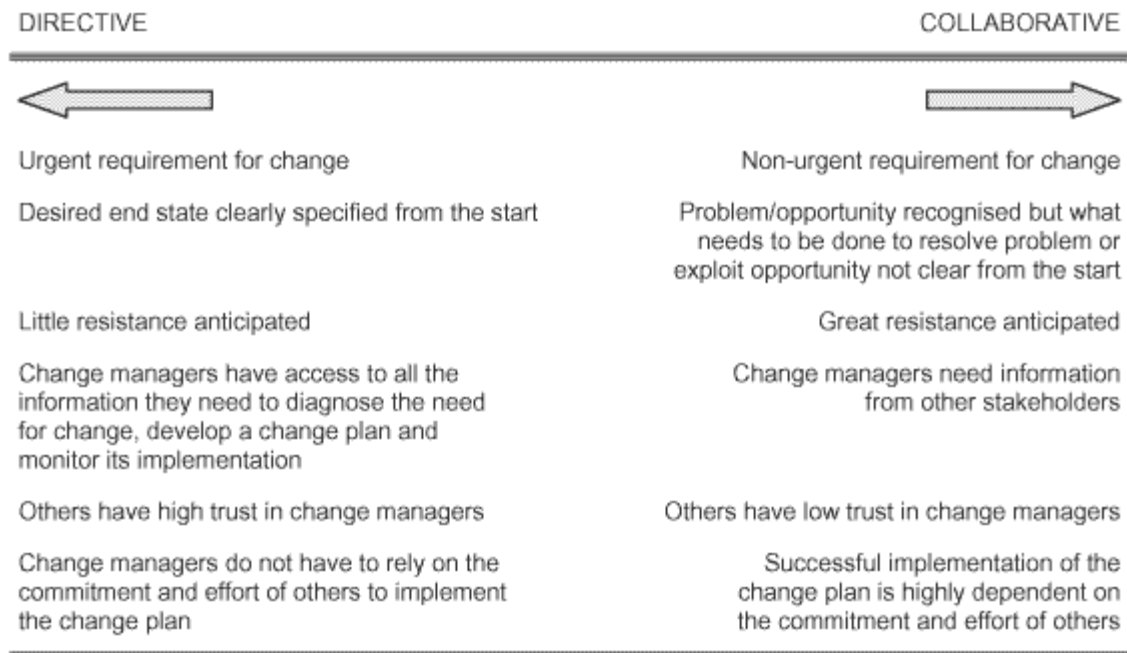 DIRECTIVE
COLLABORATIVE
Urgent requirement for change
Non-urgent requirement for change
Desired end state clearly specified from the start
Problem/opportunity recognised but what
needs to be done to resolve problem or
exploit opportunity not clear from the start
Little resistance anticipated
Great resistance anticipated
Change managers have access to all the
information they need to diagnose the need
for change, develop a change plan and
monitor its implementation
Change managers need information
from other stakeholders
Others have high trust in change managers
Others have low trust in change managers
Change managers do not have to rely on the
commitment and effort of others to implement
the change plan
Successful implementation of the
change plan is highly dependent on
the commitment and effort of others